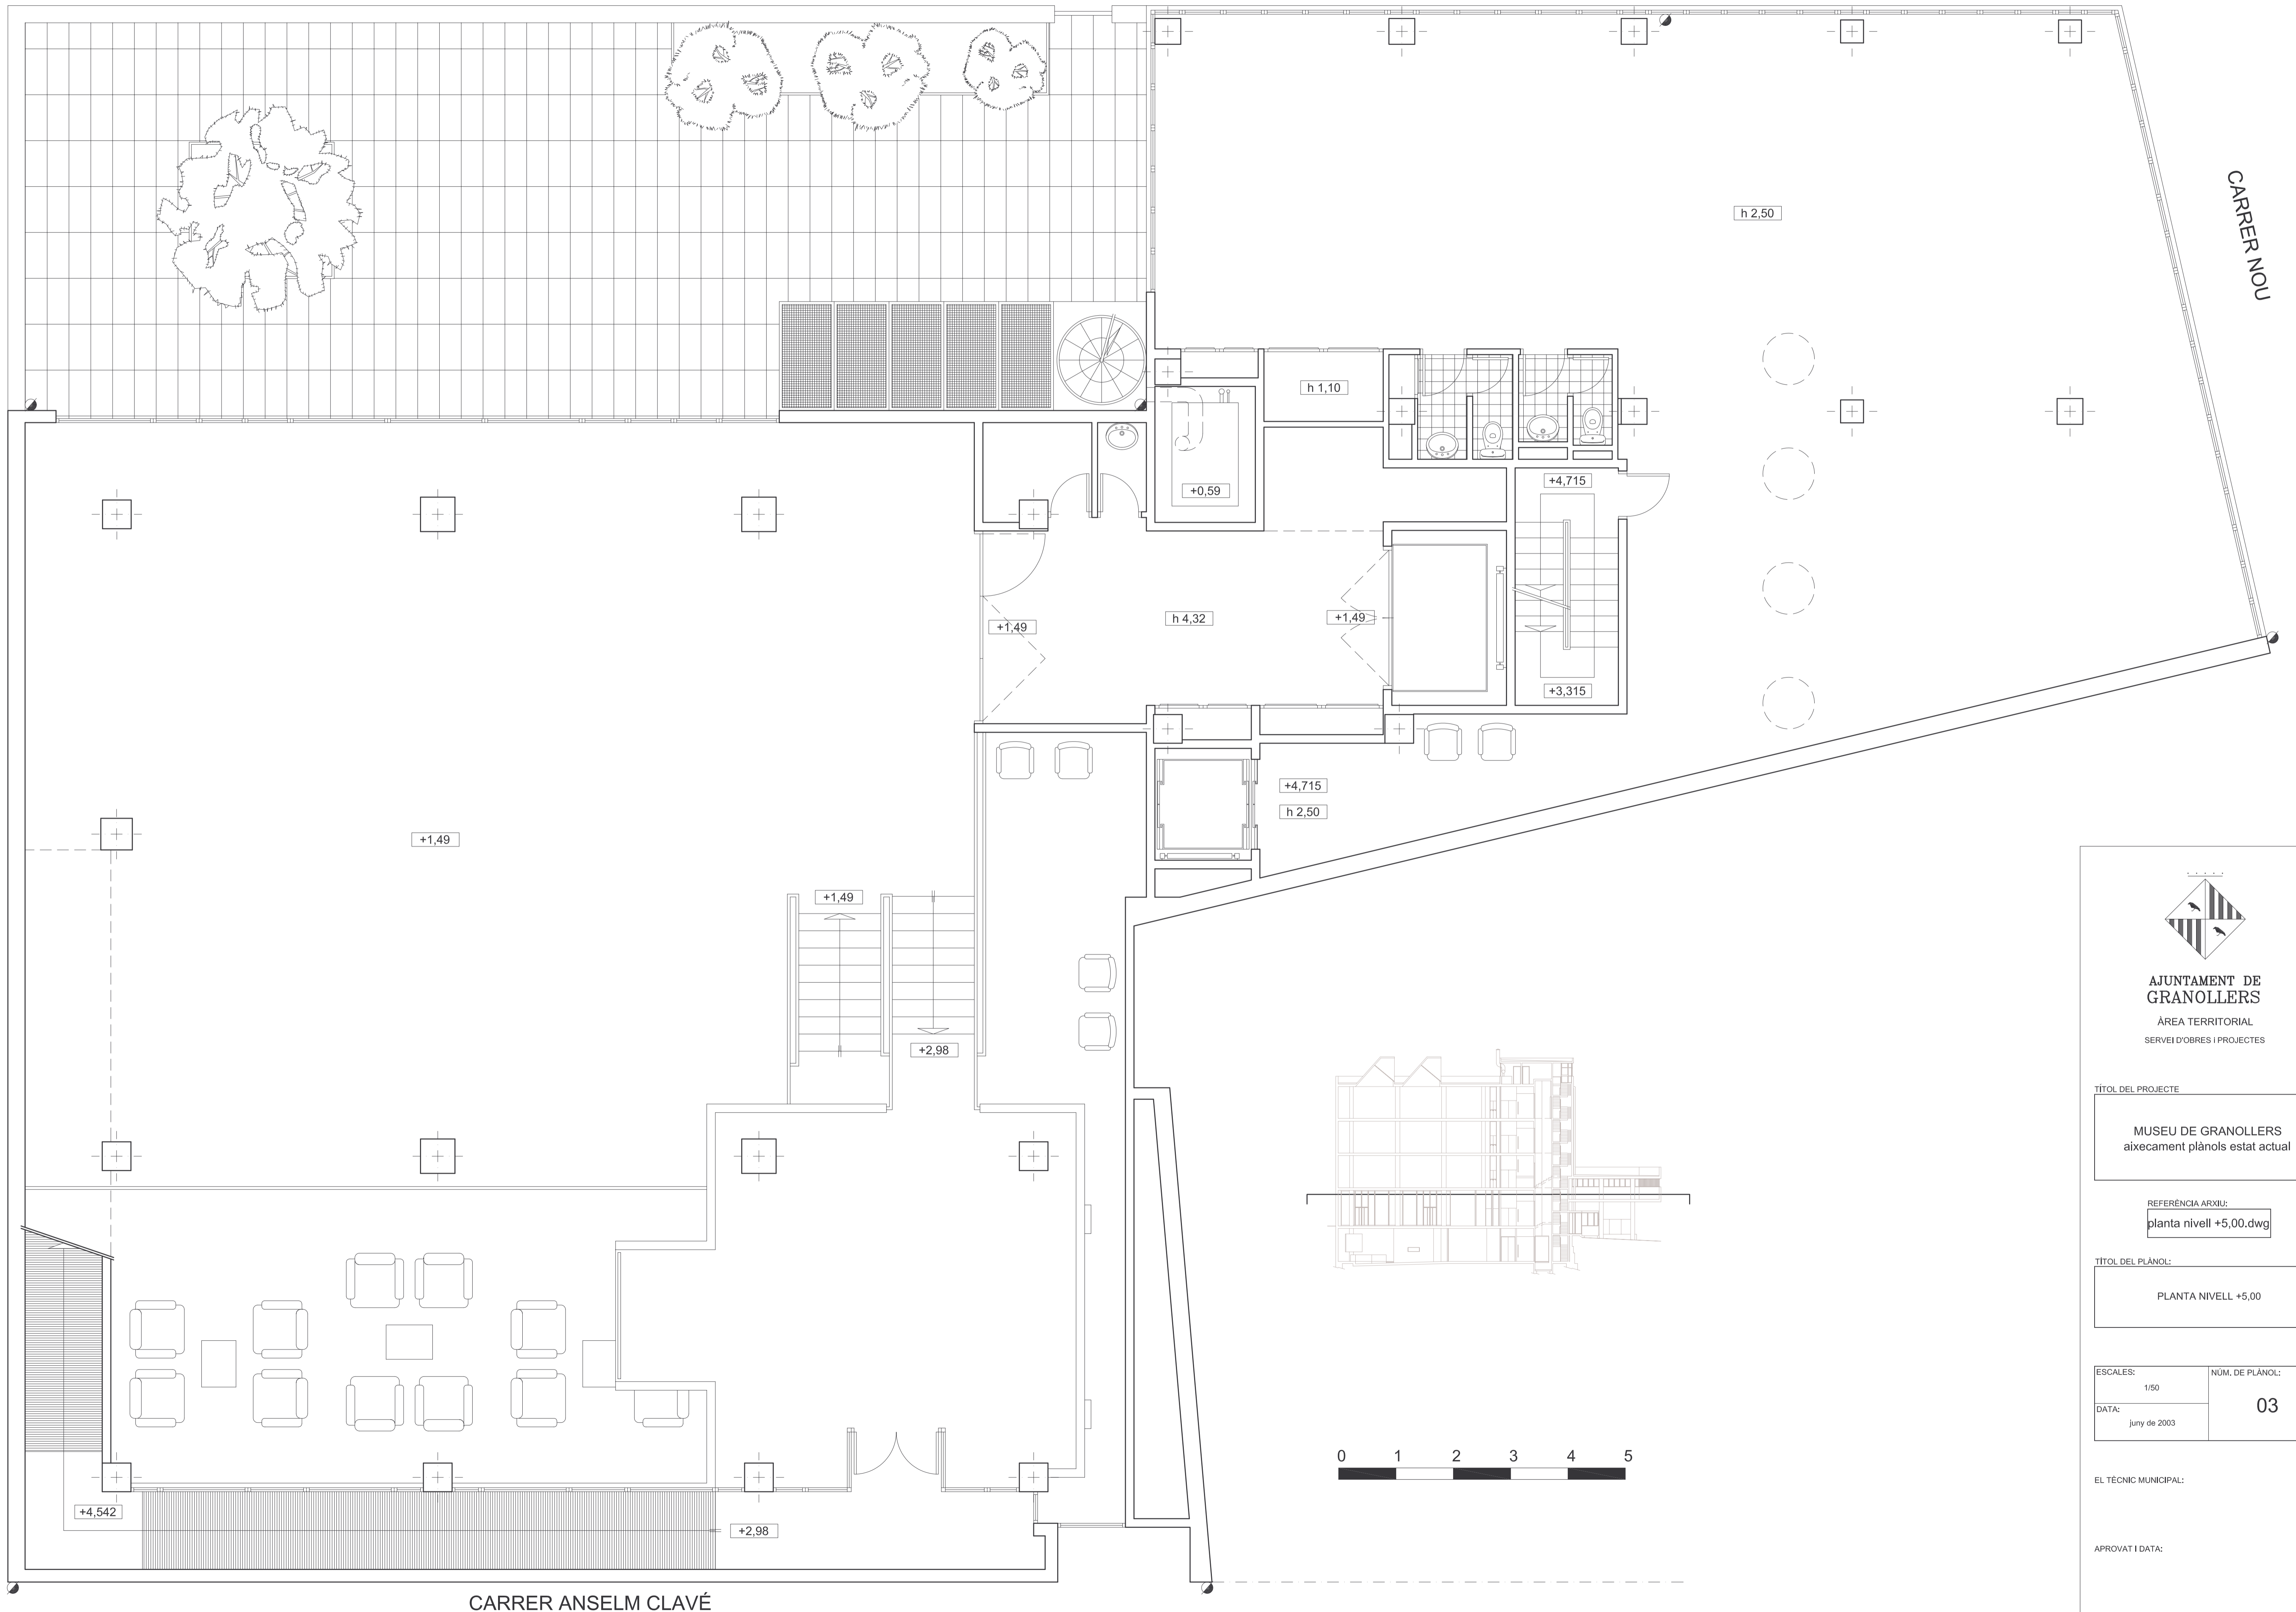 CARRER NOU
h 2,50
h 1,10
+0,59
+4,715
+1,49
h 4,32
+1,49
+3,315
+4,715
h 2,50
+1,49
+1,49
+2,98
+4,542
+2,98
CARRER ANSELM CLAVÉ
0 1 2 3 4 5
AJUNTAMENT DE
GRANOLLERS
ÀREA TERRITORIAL
SERVEI D'OBRES I PROJECTES
TÍTOL DEL PROJECTE
MUSEU DE GRANOLLERS
aixecament plànols estat actual
REFERÈNCIA ARXIU:
planta nivell +5,00.dwg
TÍTOL DEL PLÀNOL:
PLANTA NIVELL +5,00
ESCALES:
1/50
NÚM. DE PLÀNOL:
03
DATA:
juny de 2003
EL TÈCNIC MUNICIPAL:
APROVAT I DATA: